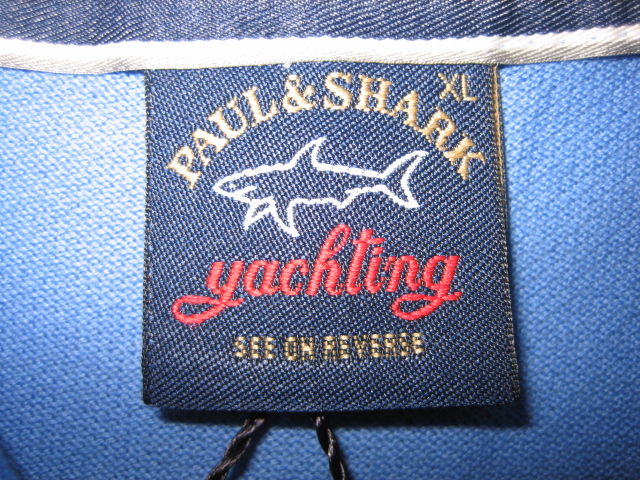 XL
PAUL & SHARK
yachting
SEE ON REVERSE